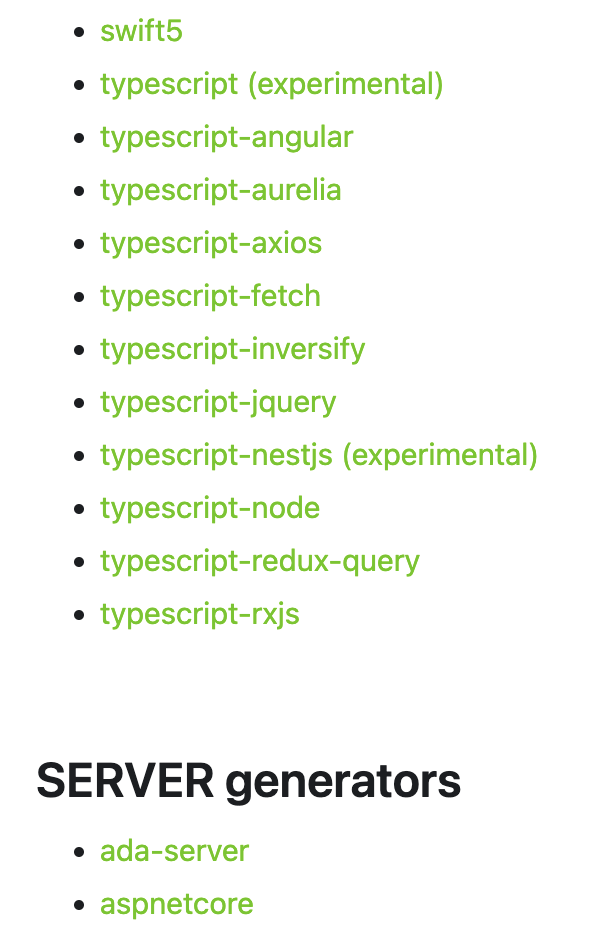 swift5
typescript (experimental)
typescript-angular
typescript-aurelia
typescript-axios
typescript-fetch
typescript-inversify
typescript-jquery
typescript-nestjs (experimental)
typescript-node
typescript-redux-query
typescript-rxjs
SERVER generators
ada-server
aspnetcore